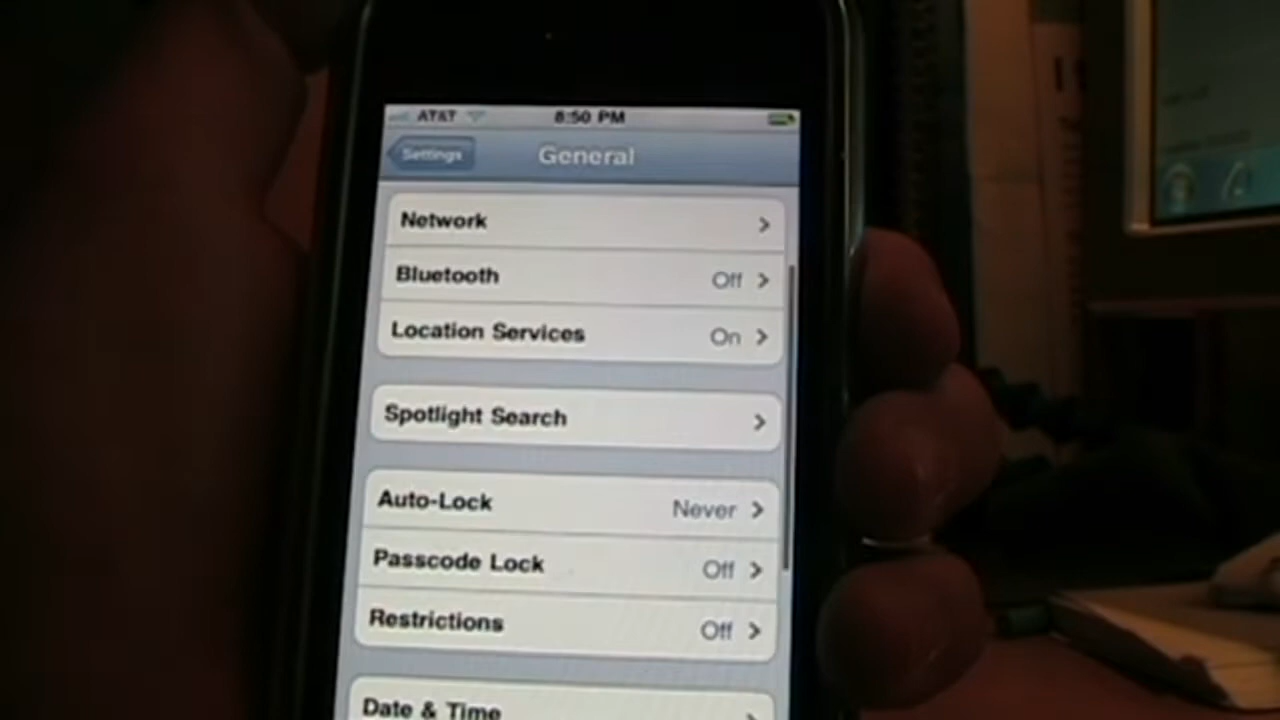 AT&T 8:50 PM
Settings General
Network
Bluetooth Off
Location Services On
Spotlight Search
Auto-Lock Never
Passcode Lock Off
Restrictions Off
Date & Time